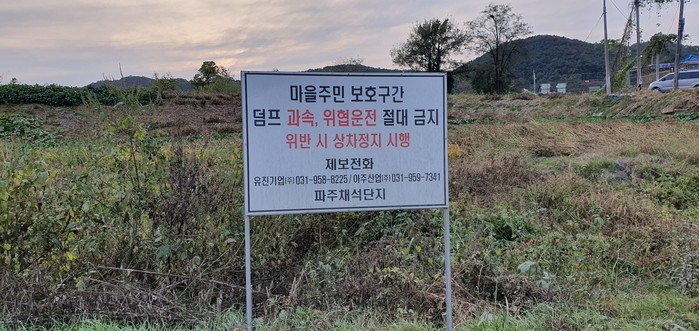 마을주민 보호구간
덤프 과속, 위협운전 절대 금지
위반 시 상차정지 시행
제보전화
유진기업(주) 031-958-8225 / 아주산업(주) 031-959-7341
파주채석단지